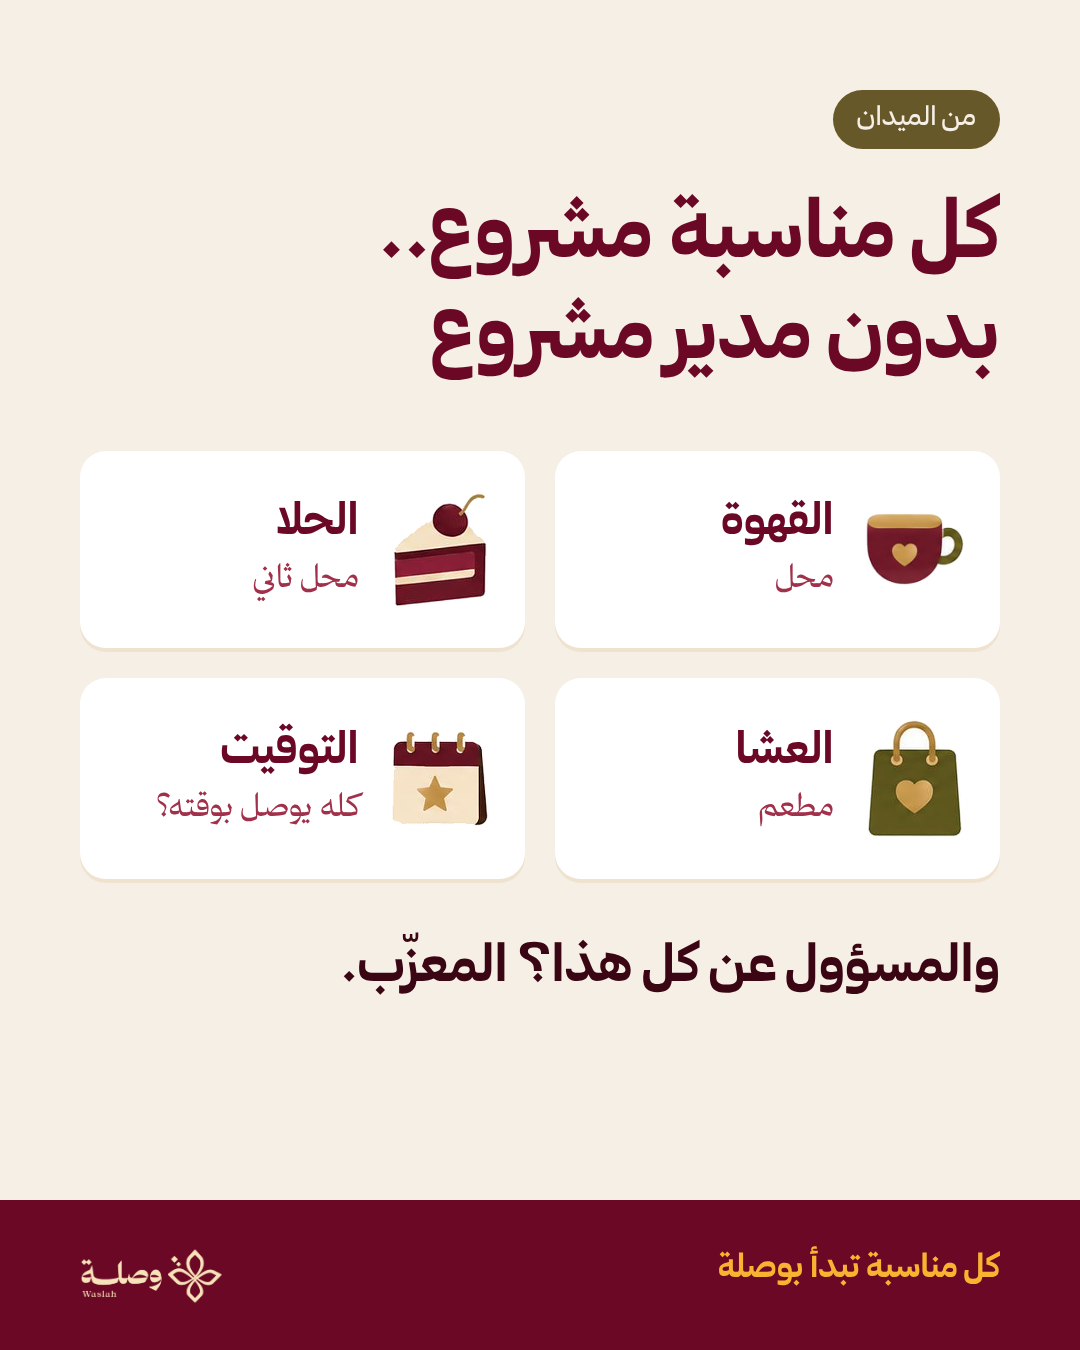 من الميدان
كل مناسبة مشروع..
بدون مدير مشروع
القهوة
محل
الحلا
محل ثاني
العشا
مطعم
التوقيت
كله يوصل بوقته؟
والمسؤول عن كل هذا؟ المعزّب.
كل مناسبة تبدأ بوصلة
وصلـة
Waslah